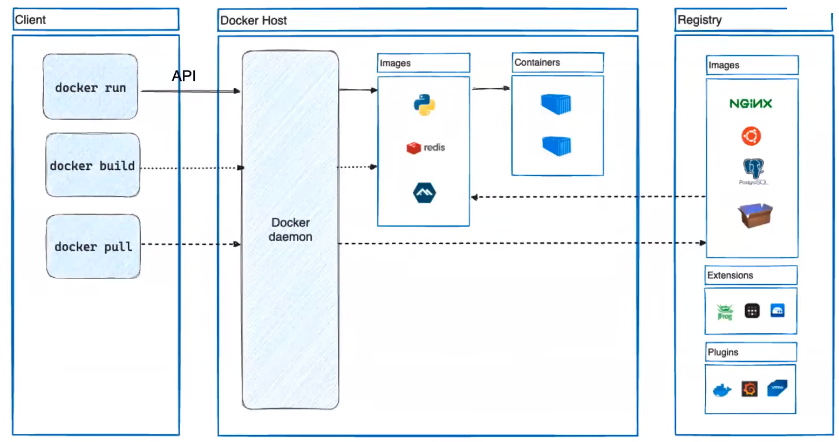 Client
docker run
docker build
docker pull
API
Docker Host
Docker
daemon
Images
redis
Containers
Registry
Images
NGINX
PostgreSQL
Extensions
Plugins